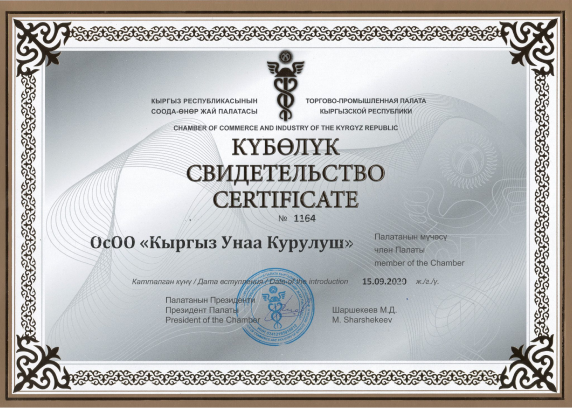 КЫРГЫЗ РЕСПУБЛИКАСЫНЫН
СООДА-ӨНӨР ЖАЙ ПАЛАТАСЫ
ТОРГОВО-ПРОМЫШЛЕННАЯ ПАЛАТА
КЫРГЫЗСКОЙ РЕСПУБЛИКИ
CHAMBER OF COMMERCE AND INDUSTRY OF THE KYRGYZ REPUBLIC
КҮБӨЛҮК
СВИДЕТЕЛЬСТВО
CERTIFICATE
№ 1164
ОсОО «Кыргыз Унаа Курулуш»
Палатанын мүчөсү
член Палаты
member of the Chamber
Катталган күнү / Дата вступления / Date of the introduction 15.09.2020 ж./г./y.
Палатанын Президенти
Президент Палаты
President of the Chamber
Шаршекеев М.Д.
M. Sharshekeev